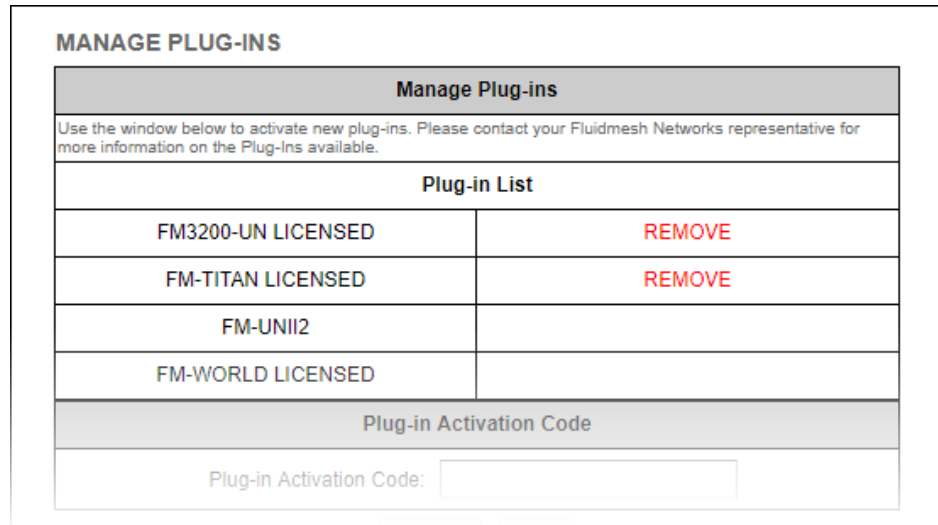 MANAGE PLUG-INS
Manage Plug-ins
Use the window below to activate new plug-ins. Please contact your Fluidmesh Networks representative for
more information on the Plug-Ins available.
Plug-in List
FM3200-UN LICENSED REMOVE
FM-TITAN LICENSED REMOVE
FM-UNII2
FM-WORLD LICENSED
Plug-in Activation Code
Plug-in Activation Code: